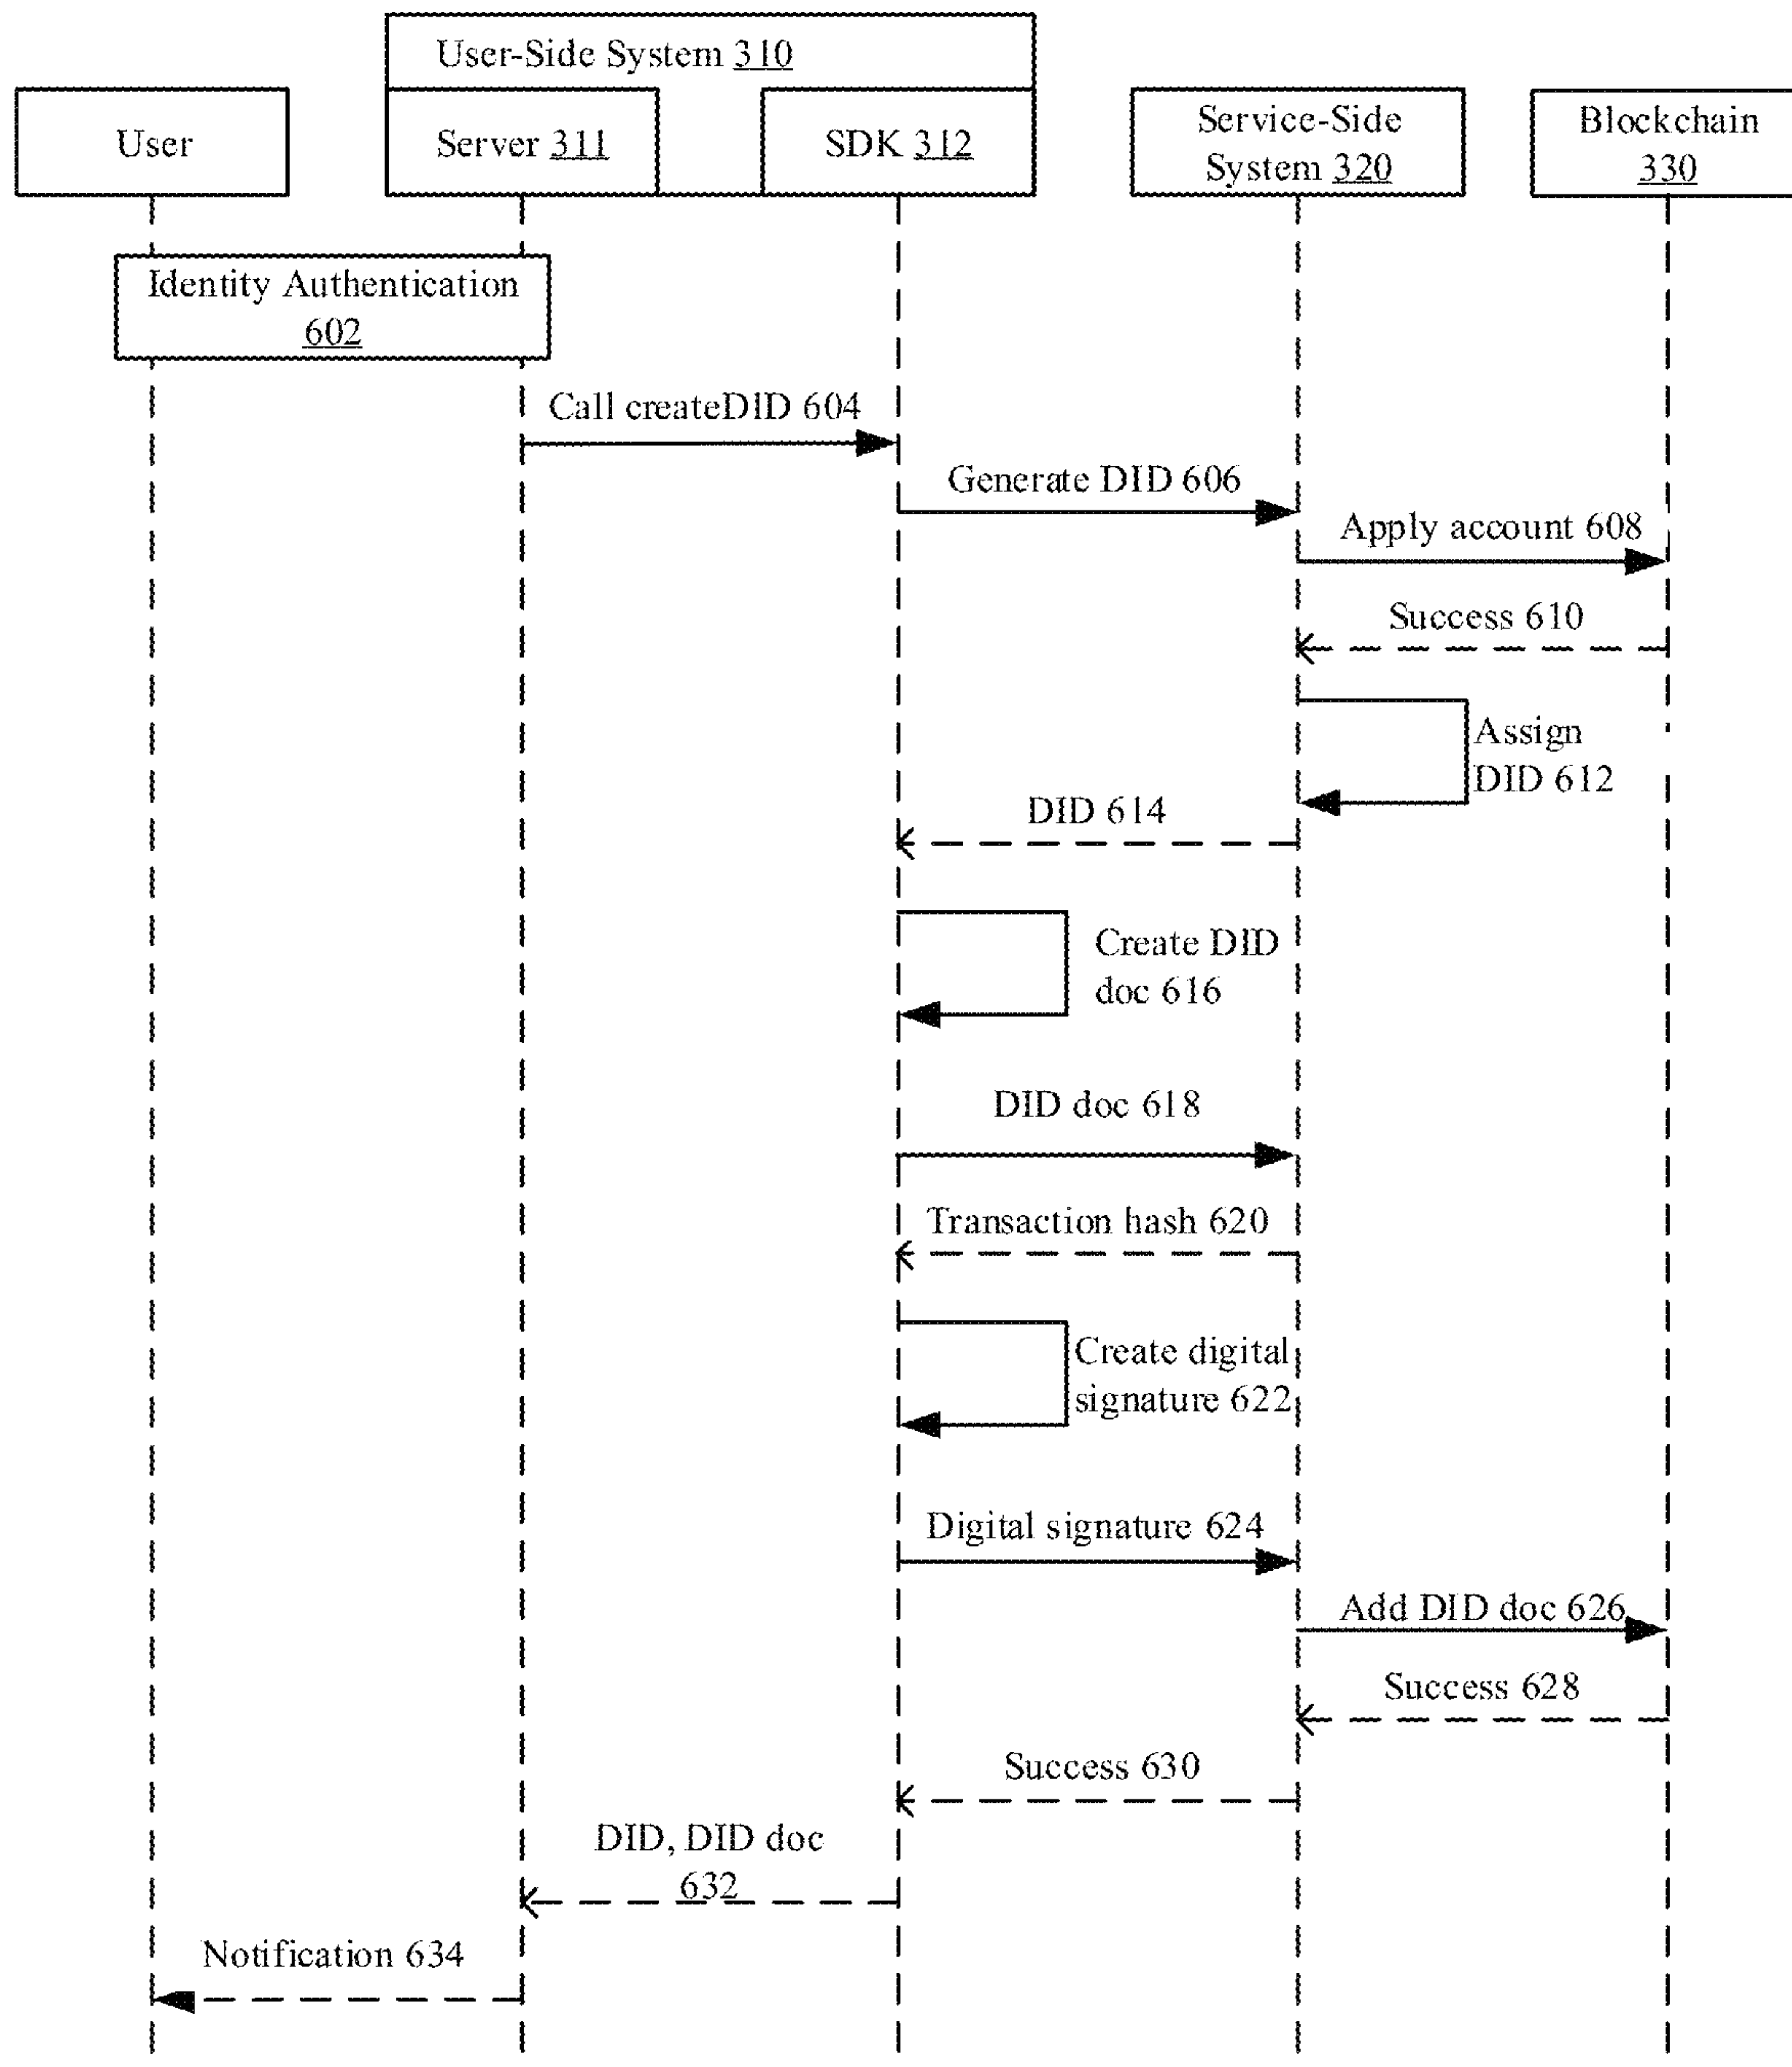 User-Side System 310
User
Server 311
SDK 312
Service-Side
System 320
Blockchain
330
Identity Authentication
602
Call createDID 604
Generate DID 606
Apply account 608
Success 610
Assign
DID 612
DID 614
Create DID
doc 616
DID doc 618
Transaction hash 620
Create digital
signature 622
Digital signature 624
Add DID doc 626
Success 628
Success 630
DID, DID doc
632
Notification 634